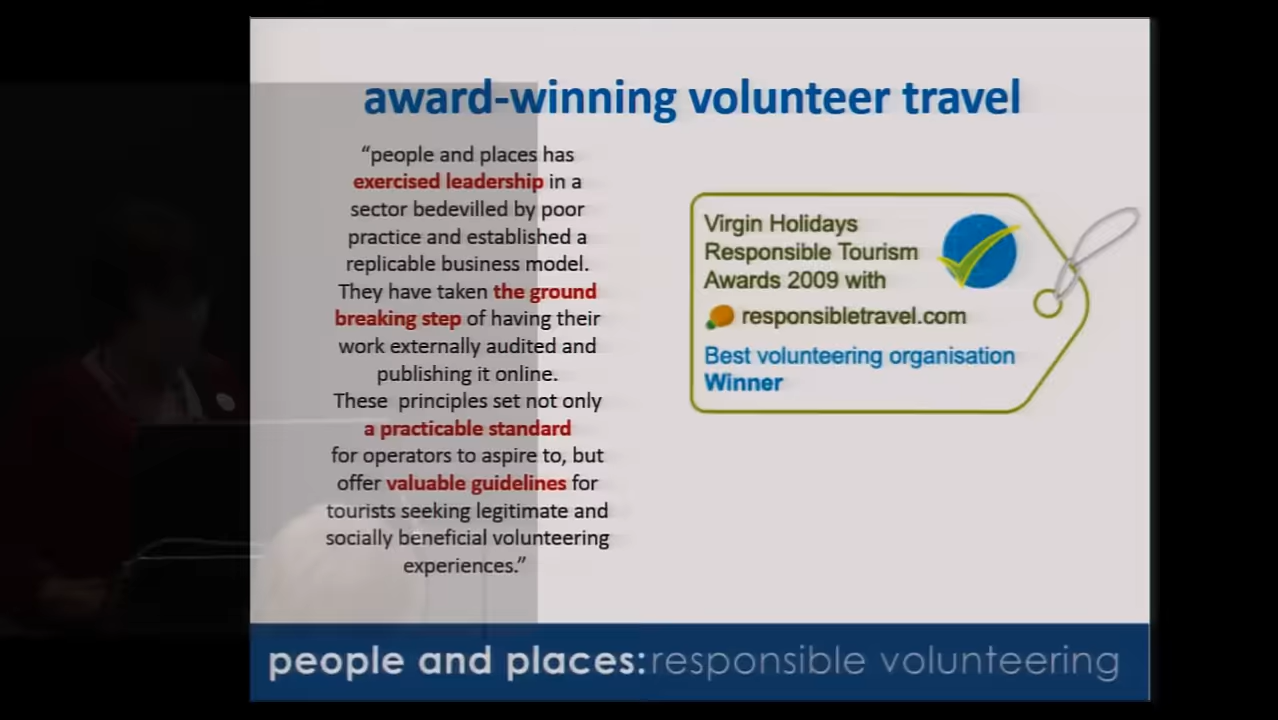 award-winning volunteer travel
“people and places has
exercised leadership in a
sector bedevilled by poor
practice and established a
replicable business model.
They have taken the ground
breaking step of having their
work externally audited and
publishing it online.
These principles set not only
a practicable standard
for operators to aspire to, but
offer valuable guidelines for
tourists seeking legitimate and
socially beneficial volunteering
experiences.”
Virgin Holidays
Responsible Tourism
Awards 2009 with
responsibletravel.com
Best volunteering organisation
Winner
people and places: responsible volunteering